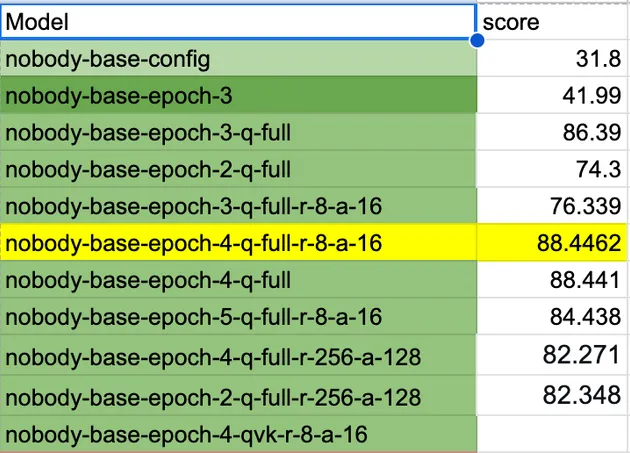 Model score
nobody-base-config 31.8
nobody-base-epoch-3 41.99
nobody-base-epoch-3-q-full 86.39
nobody-base-epoch-2-q-full 74.3
nobody-base-epoch-3-q-full-r-8-a-16 76.339
nobody-base-epoch-4-q-full-r-8-a-16 88.4462
nobody-base-epoch-4-q-full 88.441
nobody-base-epoch-5-q-full-r-8-a-16 84.438
nobody-base-epoch-4-q-full-r-256-a-128 82.271
nobody-base-epoch-2-q-full-r-256-a-128 82.348
nobody-base-epoch-4-qvk-r-8-a-16